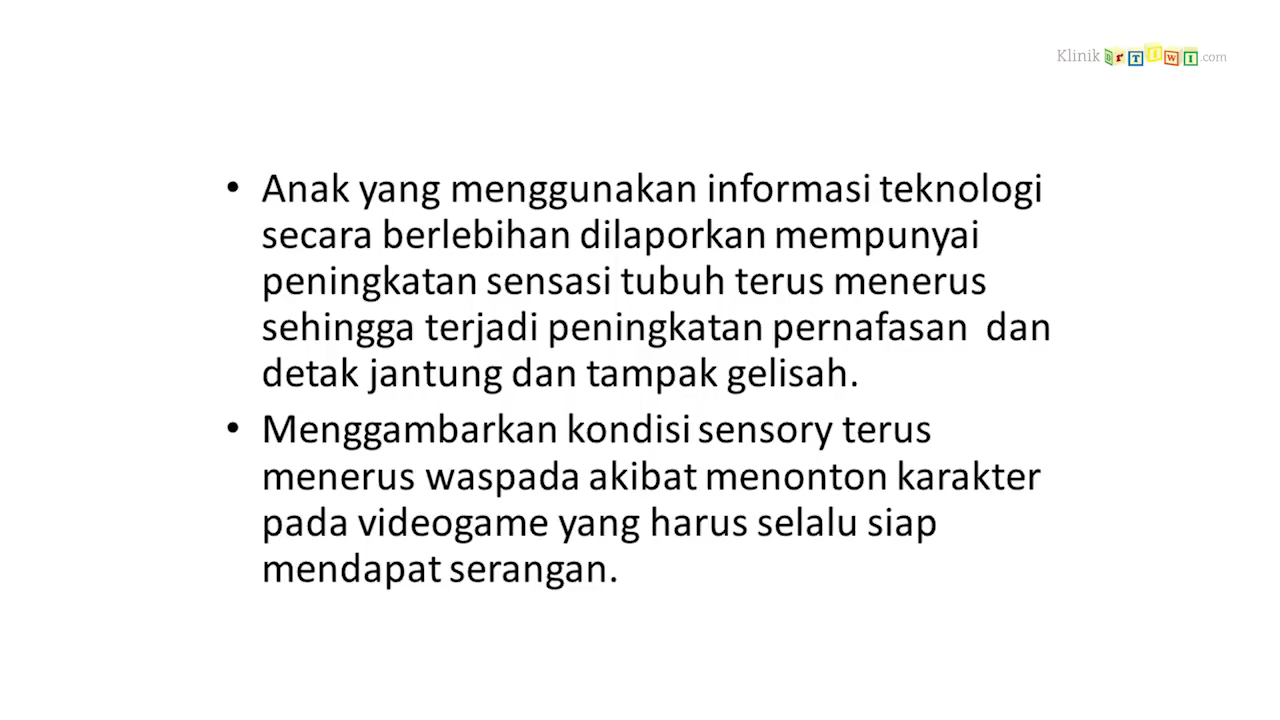 Klinik DrTIWI.com
• Anak yang menggunakan informasi teknologi
secara berlebihan dilaporkan mempunyai
peningkatan sensasi tubuh terus menerus
sehingga terjadi peningkatan pernafasan  dan
detak jantung dan tampak gelisah.
• Menggambarkan kondisi sensory terus
menerus waspada akibat menonton karakter
pada videogame yang harus selalu siap
mendapat serangan.